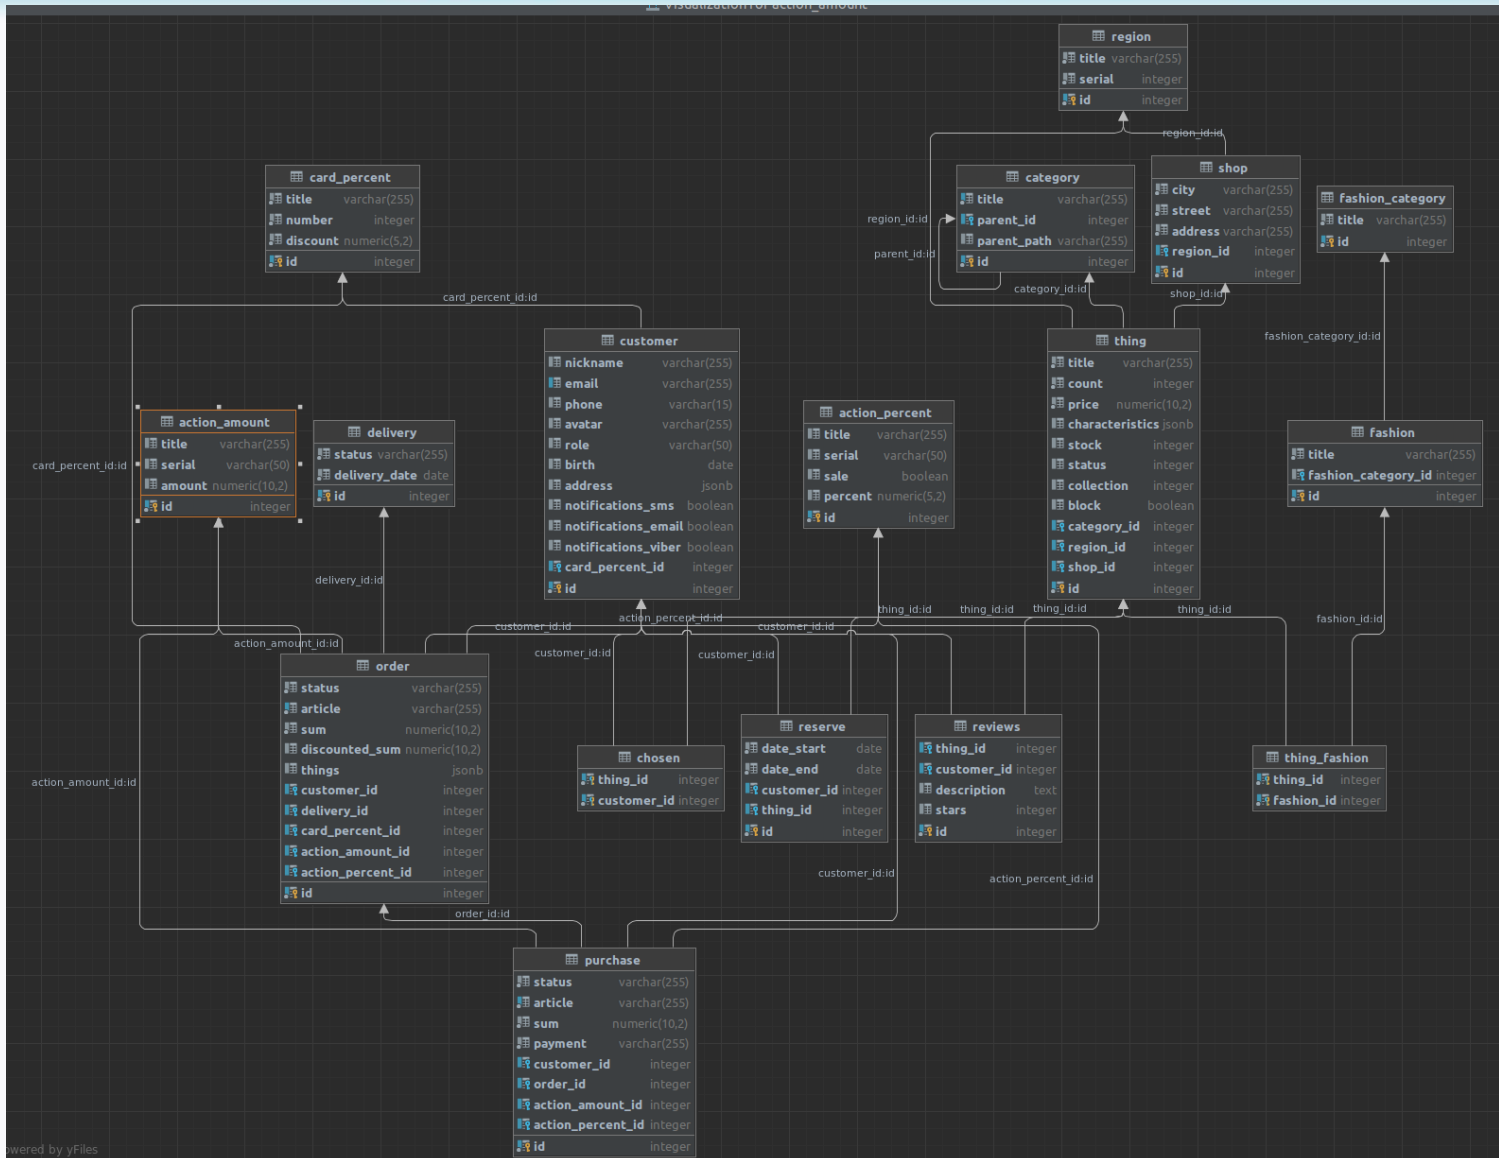 Visualization for action_amount
region
title varchar(255)
serial integer
id integer
region_id:id
card_percent
title varchar(255)
number integer
discount numeric(5,2)
id integer
category
title varchar(255)
parent_id integer
parent_path varchar(255)
id integer
shop
city varchar(255)
street varchar(255)
address varchar(255)
region_id integer
id integer
fashion_category
title varchar(255)
id integer
region_id:id
parent_id:id
category_id:id
shop_id:id
card_percent_id:id
fashion_category_id:id
customer
nickname varchar(255)
email varchar(255)
phone varchar(15)
avatar varchar(255)
role varchar(50)
birth date
address jsonb
notifications_sms boolean
notifications_email boolean
notifications_viber boolean
card_percent_id integer
id integer
thing
title varchar(255)
count integer
price numeric(10,2)
characteristics jsonb
stock integer
status integer
collection integer
block boolean
category_id integer
region_id integer
shop_id integer
id integer
card_percent_id:id
action_amount
title varchar(255)
serial varchar(50)
amount numeric(10,2)
id integer
delivery
status varchar(255)
delivery_date date
id integer
action_percent
title varchar(255)
serial varchar(50)
sale boolean
percent numeric(5,2)
id integer
fashion
title varchar(255)
fashion_category_id integer
id integer
delivery_id:id
thing_id:id
thing_id:id
thing_id:id
thing_id:id
action_percent_id:id
fashion_id:id
customer_id:id
customer_id:id
action_amount_id:id
customer_id:id
customer_id:id
order
status varchar(255)
article varchar(255)
sum numeric(10,2)
discounted_sum numeric(10,2)
things jsonb
customer_id integer
delivery_id integer
card_percent_id integer
action_amount_id integer
action_percent_id integer
id integer
chosen
thing_id integer
customer_id integer
reserve
date_start date
date_end date
customer_id integer
thing_id integer
id integer
reviews
thing_id integer
customer_id integer
description text
stars integer
id integer
thing_fashion
thing_id integer
fashion_id integer
action_amount_id:id
customer_id:id
action_percent_id:id
order_id:id
purchase
status varchar(255)
article varchar(255)
sum numeric(10,2)
payment varchar(255)
customer_id integer
order_id integer
action_amount_id integer
action_percent_id integer
id integer
owered by yFiles